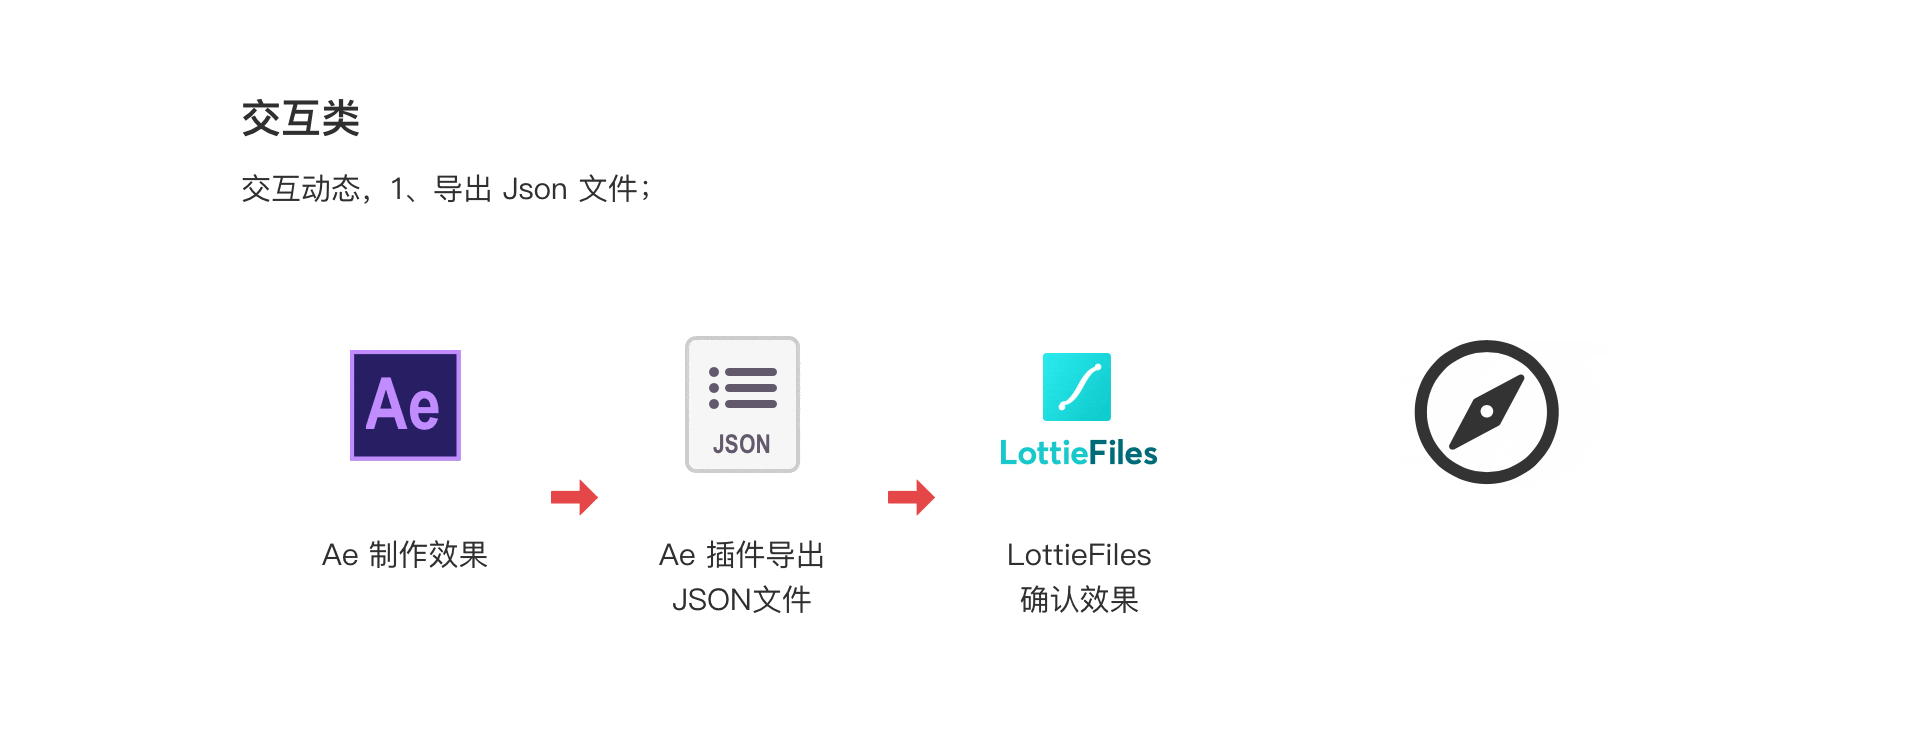 交互类
交互动态，1、导出 Json 文件；
Ae
JSON
LottieFiles
Ae 制作效果
Ae 插件导出
JSON文件
LottieFiles
确认效果